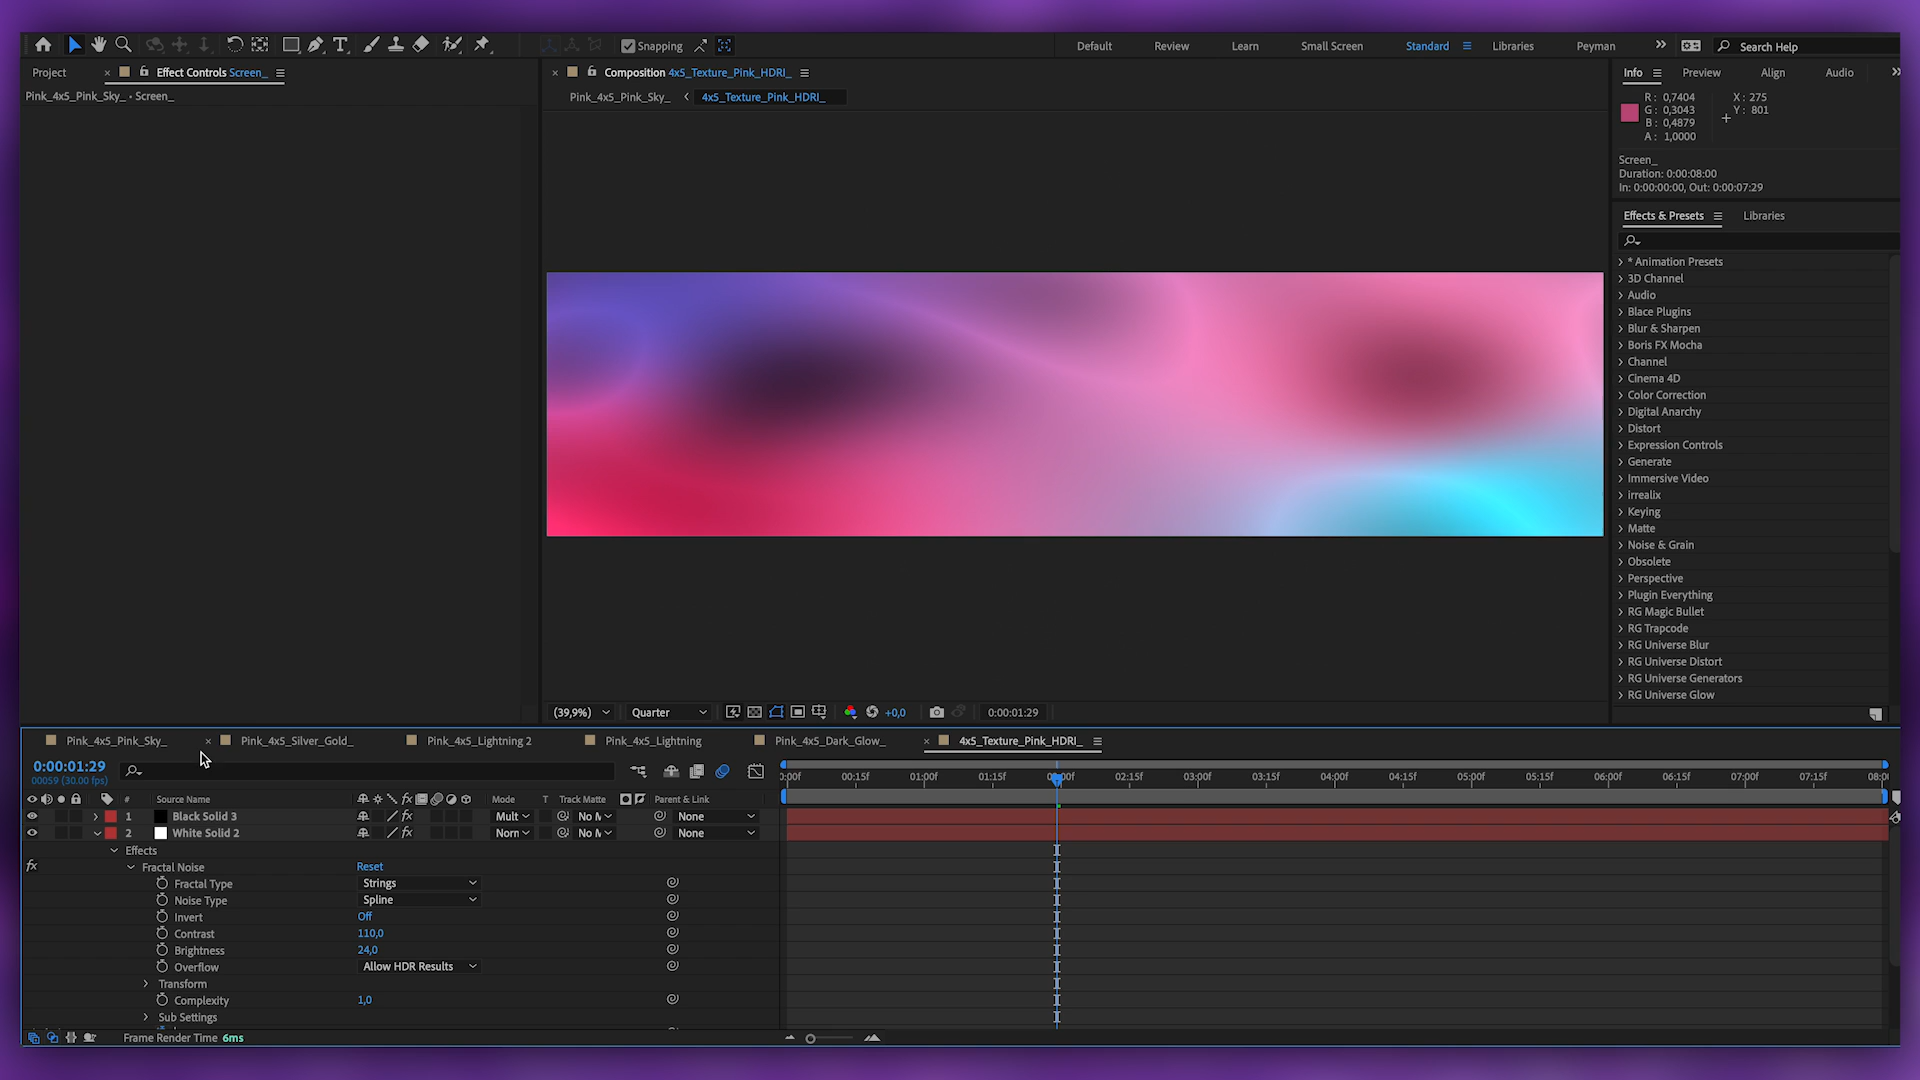 Snapping
Default
Review
Learn
Small Screen
Standard
Libraries
Peyman
Search Help
Project
Effect Controls Screen_
Pink_4x5_Pink_Sky_ • Screen_
Composition 4x5_Texture_Pink_HDRI_
Pink_4x5_Pink_Sky_
4x5_Texture_Pink_HDRI_
Info
Preview
Align
Audio
R: 0,7404
G: 0,3043
B: 0,4879
A: 1,0000
X: 275
Y: 801
Screen_
Duration: 0:00:08:00
In: 0:00:00:00, Out: 0:00:07:29
Effects & Presets
Libraries
* Animation Presets
3D Channel
Audio
Blace Plugins
Blur & Sharpen
Boris FX Mocha
Channel
Cinema 4D
Color Correction
Digital Anarchy
Distort
Expression Controls
Generate
Immersive Video
irrealix
Keying
Matte
Noise & Grain
Obsolete
Perspective
Plugin Everything
RG Magic Bullet
RG Trapcode
RG Universe Blur
RG Universe Distort
RG Universe Generators
RG Universe Glow
(39,9%)
Quarter
+0,0
0:00:01:29
Pink_4x5_Pink_Sky_
Pink_4x5_Silver_Gold_
Pink_4x5_Lightning 2
Pink_4x5_Lightning
Pink_4x5_Dark_Glow_
4x5_Texture_Pink_HDRI_
0:00:01:29
00059 (30.00 fps)
:00f 00:15f 01:00f 01:15f 02:15f 03:00f 03:15f 04:00f 04:15f 05:00f 05:15f 06:00f 06:15f 07:00f 07:15f 08:0
# Source Name fx Mode T Track Matte Parent & Link
1 Black Solid 3 fx Mult No M None
2 White Solid 2 fx Norn No M None
Effects
fx Fractal Noise Reset
Fractal Type Strings
Noise Type Spline
Invert Off
Contrast 110,0
Brightness 24,0
Overflow Allow HDR Results
Transform
Complexity 1,0
Sub Settings
Frame Render Time 6ms